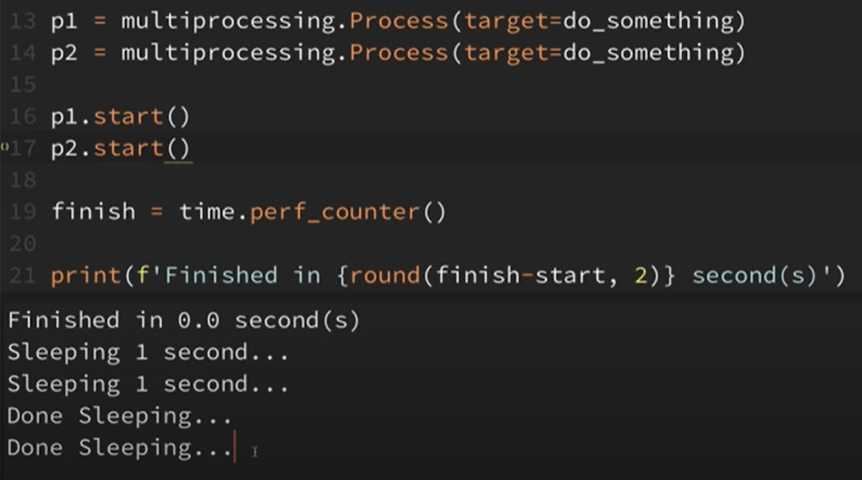 13 p1 = multiprocessing.Process(target=do_something)
14 p2 = multiprocessing.Process(target=do_something)
15
16 p1.start()
17 p2.start()
18
19 finish = time.perf_counter()
20
21 print(f'Finished in {round(finish-start, 2)} second(s)')
Finished in 0.0 second(s)
Sleeping 1 second...
Sleeping 1 second...
Done Sleeping...
Done Sleeping...